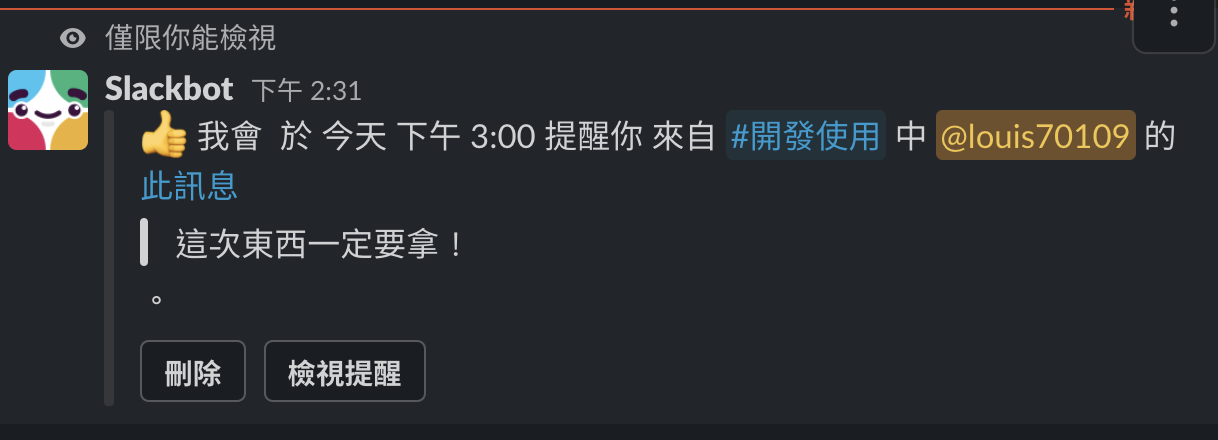 僅限你能檢視
Slackbot 下午 2:31
👍 我會 於 今天 下午 3:00 提醒你 來自 #開發使用 中 @louis70109 的
此訊息
這次東西一定要拿！
。
刪除 檢視提醒